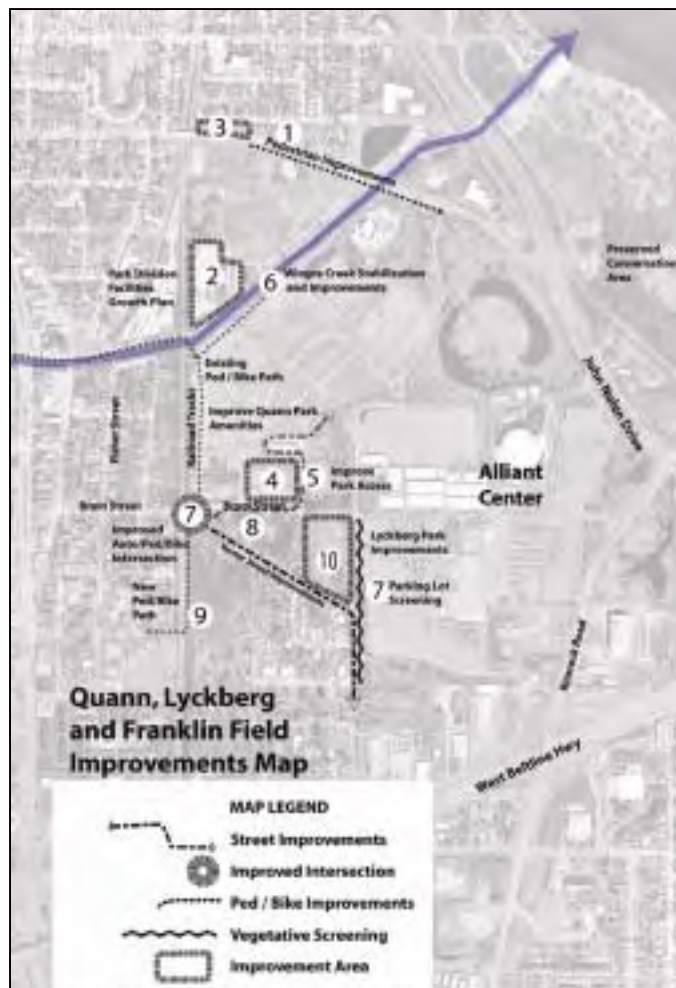 3
1
Pedestrian Improvements
2
Park Division
Facilities
Growth Plan
6
Wingra Creek Stabilization
and Improvements
Preserved
Conservation
Area
Existing
Ped / Bike Path
John Nolen Drive
Fisher Street
Railroad Tracks
Improve Quann Park
Amenities
4
5
Improve
Park Access
Alliant
Center
Bram Street
7
Bram Street
8
Improved
Auto/Ped/Bike
Intersection
10
Lyckberg Park
Improvements
7
Parking Lot
Screening
New
Ped/Bike
Path
9
Quann, Lyckberg
and Franklin Field
Improvements Map
West Beltline Hwy
MAP LEGEND
Street Improvements
Improved Intersection
Ped / Bike Improvements
Vegetative Screening
Improvement Area